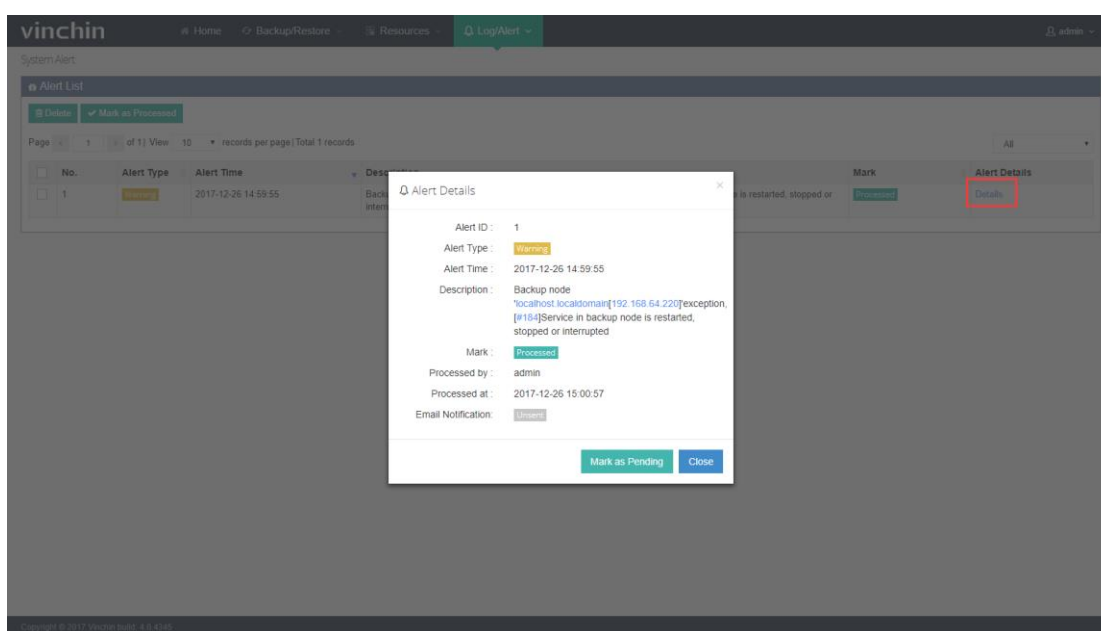 vinchin
Home Backup/Restore Resources Log/Alert admin
System Alert
Alert List
Delete Mark as Processed
Page 1 of 1| View 10 records per page|Total 1 records All
No. Alert Type Alert Time Mark Alert Details
1 Warning 2017-12-26 14:59:55 is restarted, stopped or Processed Details
Alert Details ×
Alert ID : 1
Alert Type : Warning
Alert Time : 2017-12-26 14:59:55
Description : Backup node
'localhost.localdomain[192.168.64.220]'exception,
[#184]Service in backup node is restarted,
stopped or interrupted
Mark : Processed
Processed by : admin
Processed at : 2017-12-26 15:00:57
Email Notification: Unsent
Mark as Pending Close
Copyright © 2017 Vinchin build: 4.0.4345